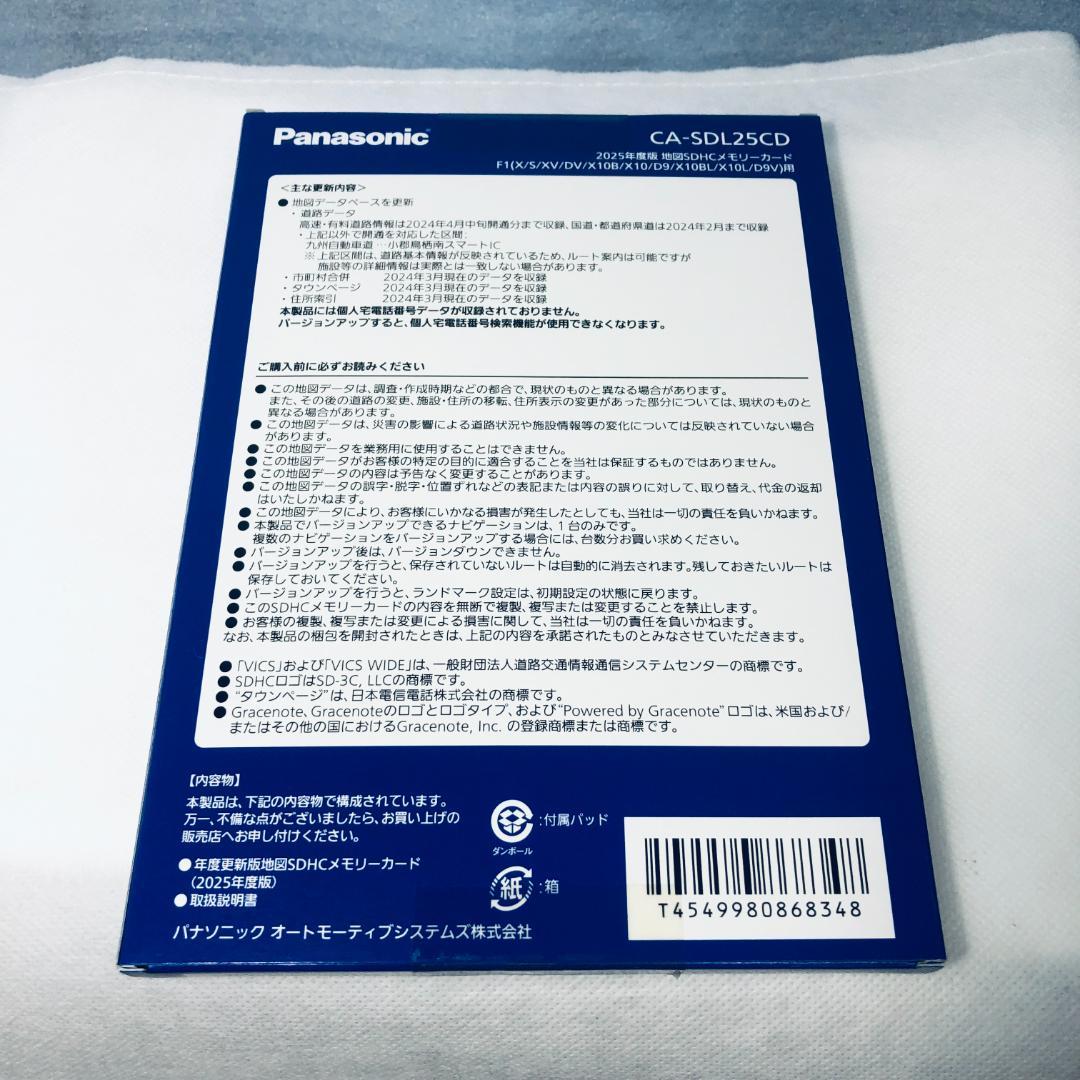 Panasonic
CA-SDL25CD
2025年度版 地図SDHCメモリーカード
F1(X/S/XV/DV/X10B/X10/D9/X10BL/X10L/D9V)用
＜主な更新内容＞
● 地図データベースを更新
・道路データ
高速・有料道路情報は2024年4月中旬開通分まで収録、国道・都道府県道は2024年2月まで収録
・上記以外で開通を対応した区間:
九州自動車道 …小郡鳥栖南スマートIC
※上記区間は、道路基本情報が反映されているため、ルート案内は可能ですが
施設等の詳細情報は実際とは一致しない場合があります。
・市町村合併 2024年3月現在のデータを収録
・タウンページ 2024年3月現在のデータを収録
・住所索引 2024年3月現在のデータを収録
本製品には個人宅電話番号データが収録されておりません。
バージョンアップすると、個人宅電話番号検索機能が使用できなくなります。
ご購入前に必ずお読みください
● この地図データは、調査・作成時期などの都合で、現状のものと異なる場合があります。
また、その後の道路の変更、施設・住所の移転、住所表示の変更があった部分については、現状のものと
異なる場合があります。
● この地図データは、災害の影響による道路状況や施設情報等の変化については反映されていない場合
があります。
● この地図データを業務用に使用することはできません。
● この地図データがお客様の特定の目的に適合することを当社は保証するものではありません。
● この地図データの内容は予告なく変更することがあります。
● この地図データの誤字・脱字・位置ずれなどの表記または内容の誤りに対して、取り替え、代金の返却
はいたしかねます。
● この地図データにより、お客様にいかなる損害が発生したとしても、当社は一切の責任を負いかねます。
● 本製品でバージョンアップできるナビゲーションは、1台のみです。
複数のナビゲーションをバージョンアップする場合には、台数分お買い求めください。
● バージョンアップ後は、バージョンダウンできません。
● バージョンアップを行うと、保存されていないルートは自動的に消去されます。残しておきたいルートは
保存しておいてください。
● バージョンアップを行うと、ランドマーク設定は、初期設定の状態に戻ります。
● このSDHCメモリーカードの内容を無断で複製、複写または変更することを禁止します。
● お客様の複製、複写または変更による損害に関して、当社は一切の責任を負いかねます。
なお、本製品の梱包を開封されたときは、上記の内容を承諾されたものとみなさせていただきます。
● 「VICS」および「VICS WIDE」は、一般財団法人道路交通情報通信システムセンターの商標です。
● SDHCロゴはSD-3C, LLCの商標です。
● “タウンページ”は、日本電信電話株式会社の商標です。
● Gracenote、Gracenoteのロゴとロゴタイプ、および“Powered by Gracenote”ロゴは、米国および/
またはその他の国におけるGracenote, Inc. の登録商標または商標です。
【内容物】
本製品は、下記の内容物で構成されています。
万一、不備な点がございましたら、お買い上げの
販売店へお申し付けください。
● 年度更新版地図SDHCメモリーカード
（2025年度版）
● 取扱説明書
パナソニック オートモーティブシステムズ株式会社
:付属パッド
ダンボール
紙 :箱
T4549980868348